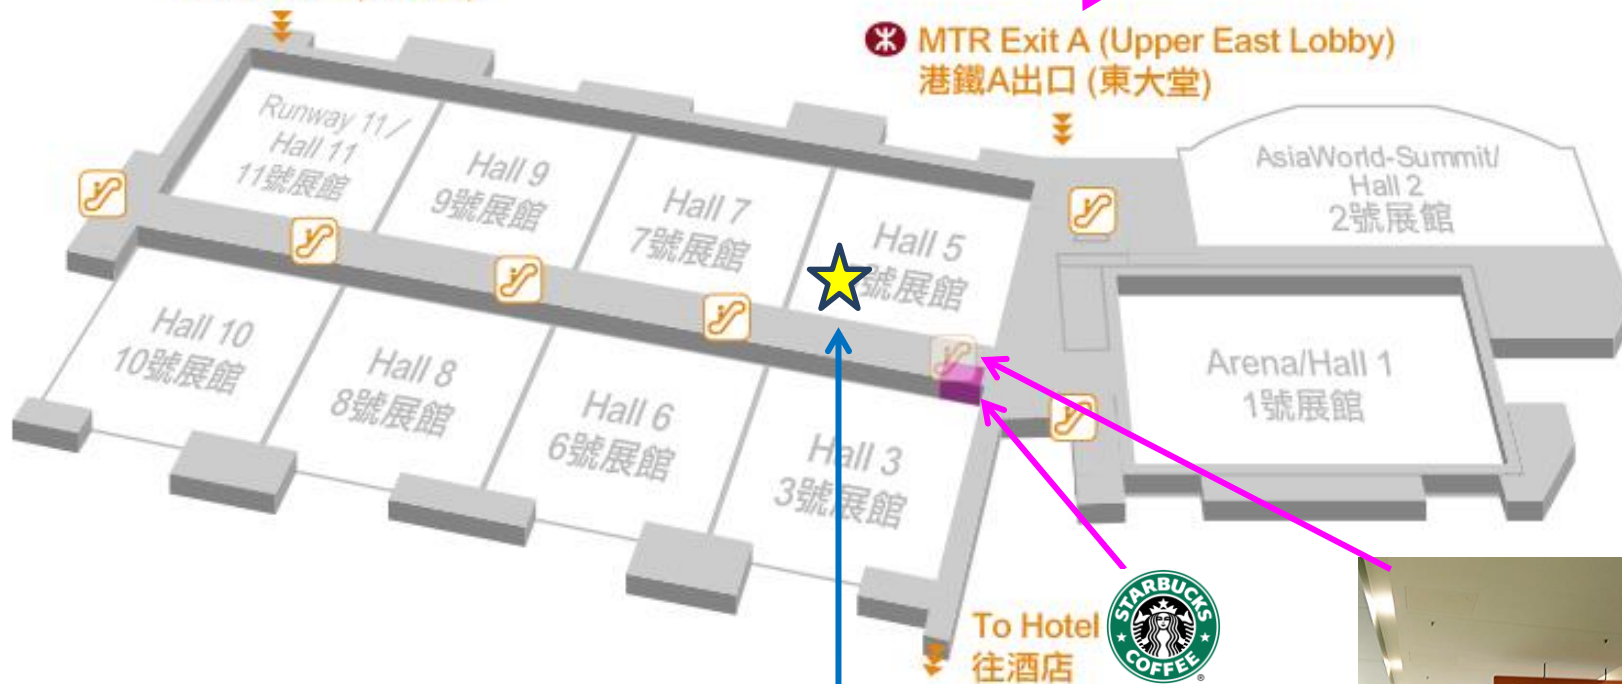 MTR Exit A (Upper East Lobby)
港鐵A出口 (東大堂)
Runway 11/
Hall 11
11號展館
Hall 9
9號展館
Hall 7
7號展館
Hall 5
號展館
AsiaWorld-Summit/
Hall 2
2號展館
Hall 10
10號展館
Hall 8
8號展館
Hall 6
6號展館
Hall 3
3號展館
Arena/Hall 1
1號展館
To Hotel
往酒店
STARBUCKS
COFFEE
®